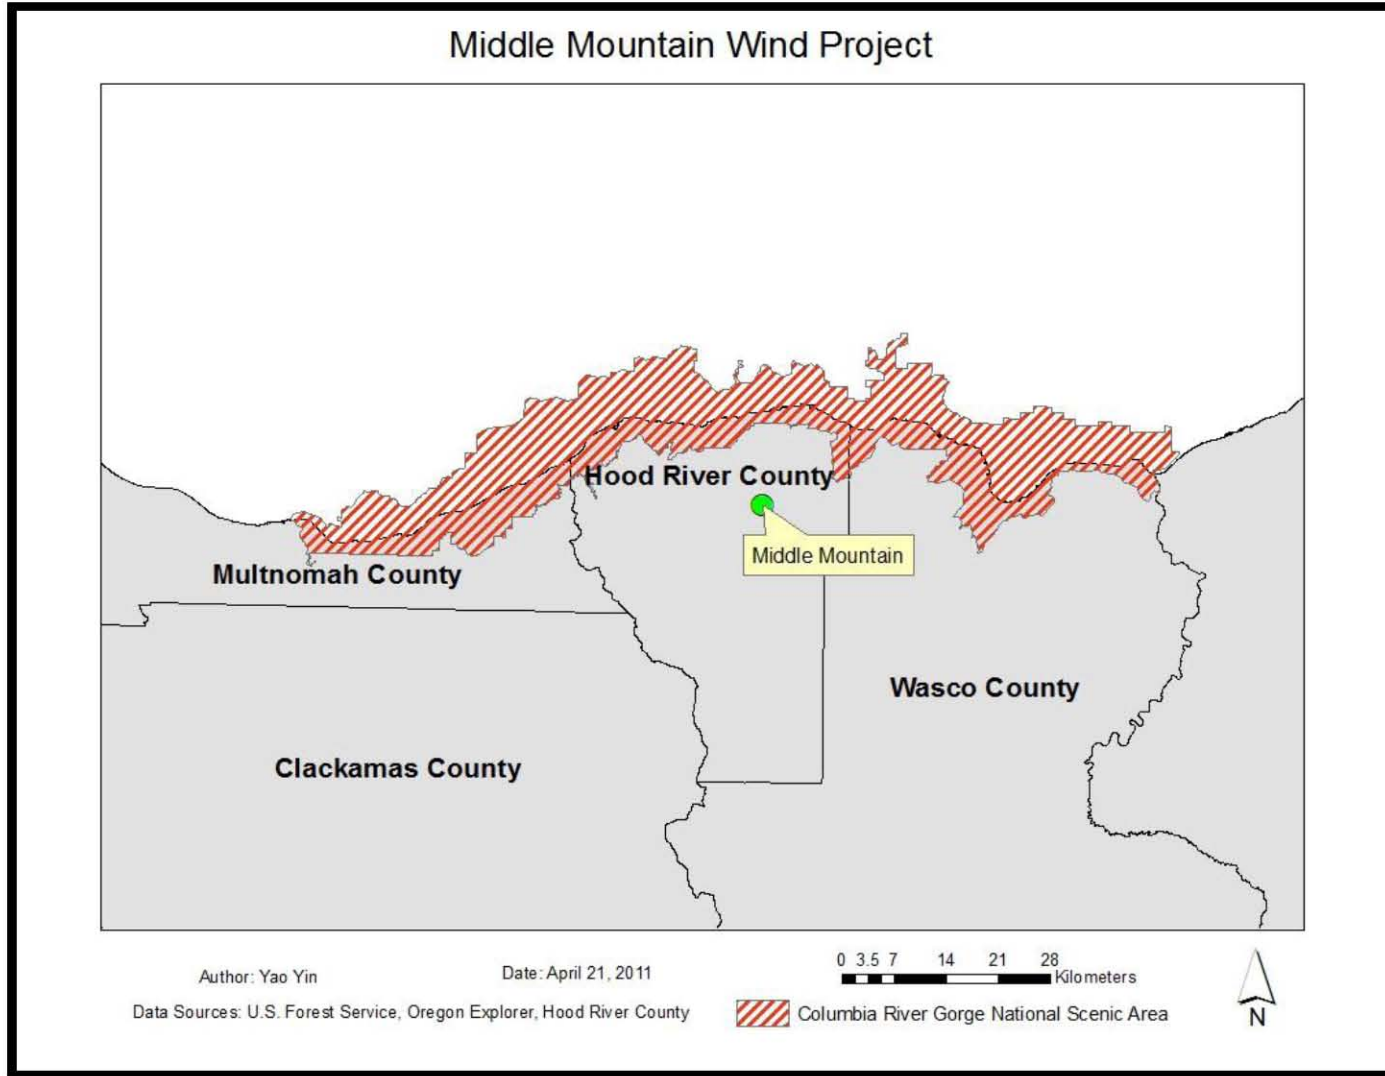 Middle Mountain Wind Project
Hood River County
Middle Mountain
Multnomah County
Wasco County
Clackamas County
0 3.5 7 14 21 28
Kilometers
Author: Yao Yin
Date: April 21, 2011
Data Sources: U.S. Forest Service, Oregon Explorer, Hood River County
Columbia River Gorge National Scenic Area
N